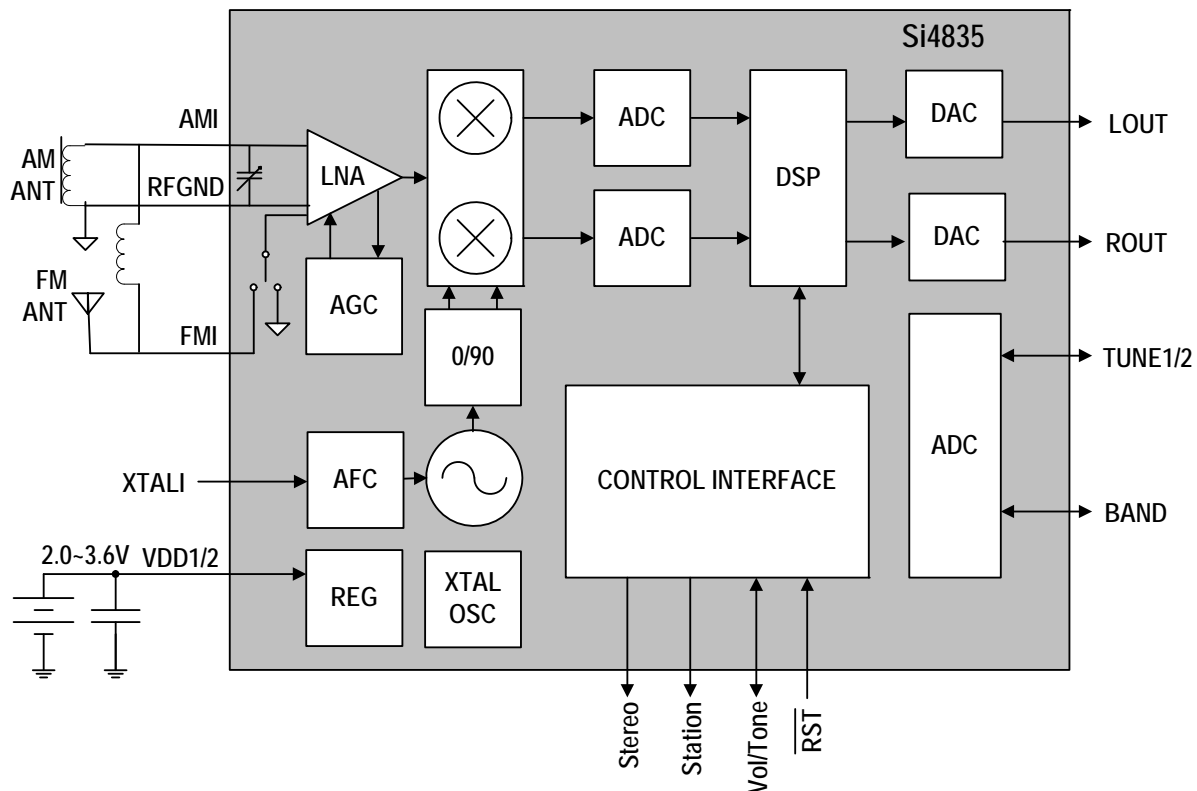 Si4835
AMI
AM
ANT
RFGND
LNA
ADC
DSP
DAC
LOUT
ADC
DAC
ROUT
FM
ANT
FMI
AGC
0/90
TUNE1/2
ADC
BAND
XTALI
AFC
CONTROL INTERFACE
2.0~3.6V
VDD1/2
REG
XTAL
OSC
Stereo
Station
Vol/Tone
RST